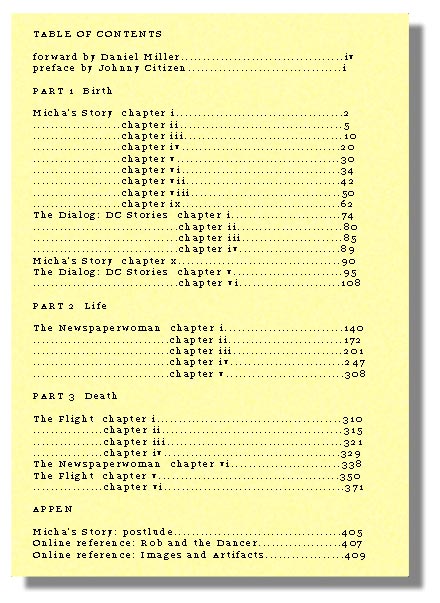 TABLE OF CONTENTS
forward by Daniel Miller..............................iv
preface by Johnny Citizen............................i
PART 1 Birth
Micha's Story chapter i................................2
.................chapter ii...............................5
.................chapter iii..............................10
.................chapter iv..............................20
.................chapter v...............................30
.................chapter vi..............................34
.................chapter vii.............................42
.................chapter viii............................50
.................chapter ix..............................62
The Dialog: DC Stories chapter i.....................74
............................chapter ii....................80
............................chapter iii...................85
............................chapter iv...................89
Micha's Story chapter x...............................90
The Dialog: DC Stories chapter v.....................95
............................chapter vi...................108
PART 2 Life
The Newspaperwoman chapter i.......................140
..........................chapter ii......................172
..........................chapter iii.....................201
..........................chapter iv.....................247
..........................chapter v......................308
PART 3 Death
The Flight chapter i...................................310
.............chapter ii..................................315
.............chapter iii.................................321
.............chapter iv.................................329
The Newspaperwoman chapter vi.....................338
The Flight chapter v..................................350
.............chapter vi.................................371
APPEN
Micha's Story: postlude...............................405
Online reference: Rob and the Dancer...............407
Online reference: Images and Artifacts..............409